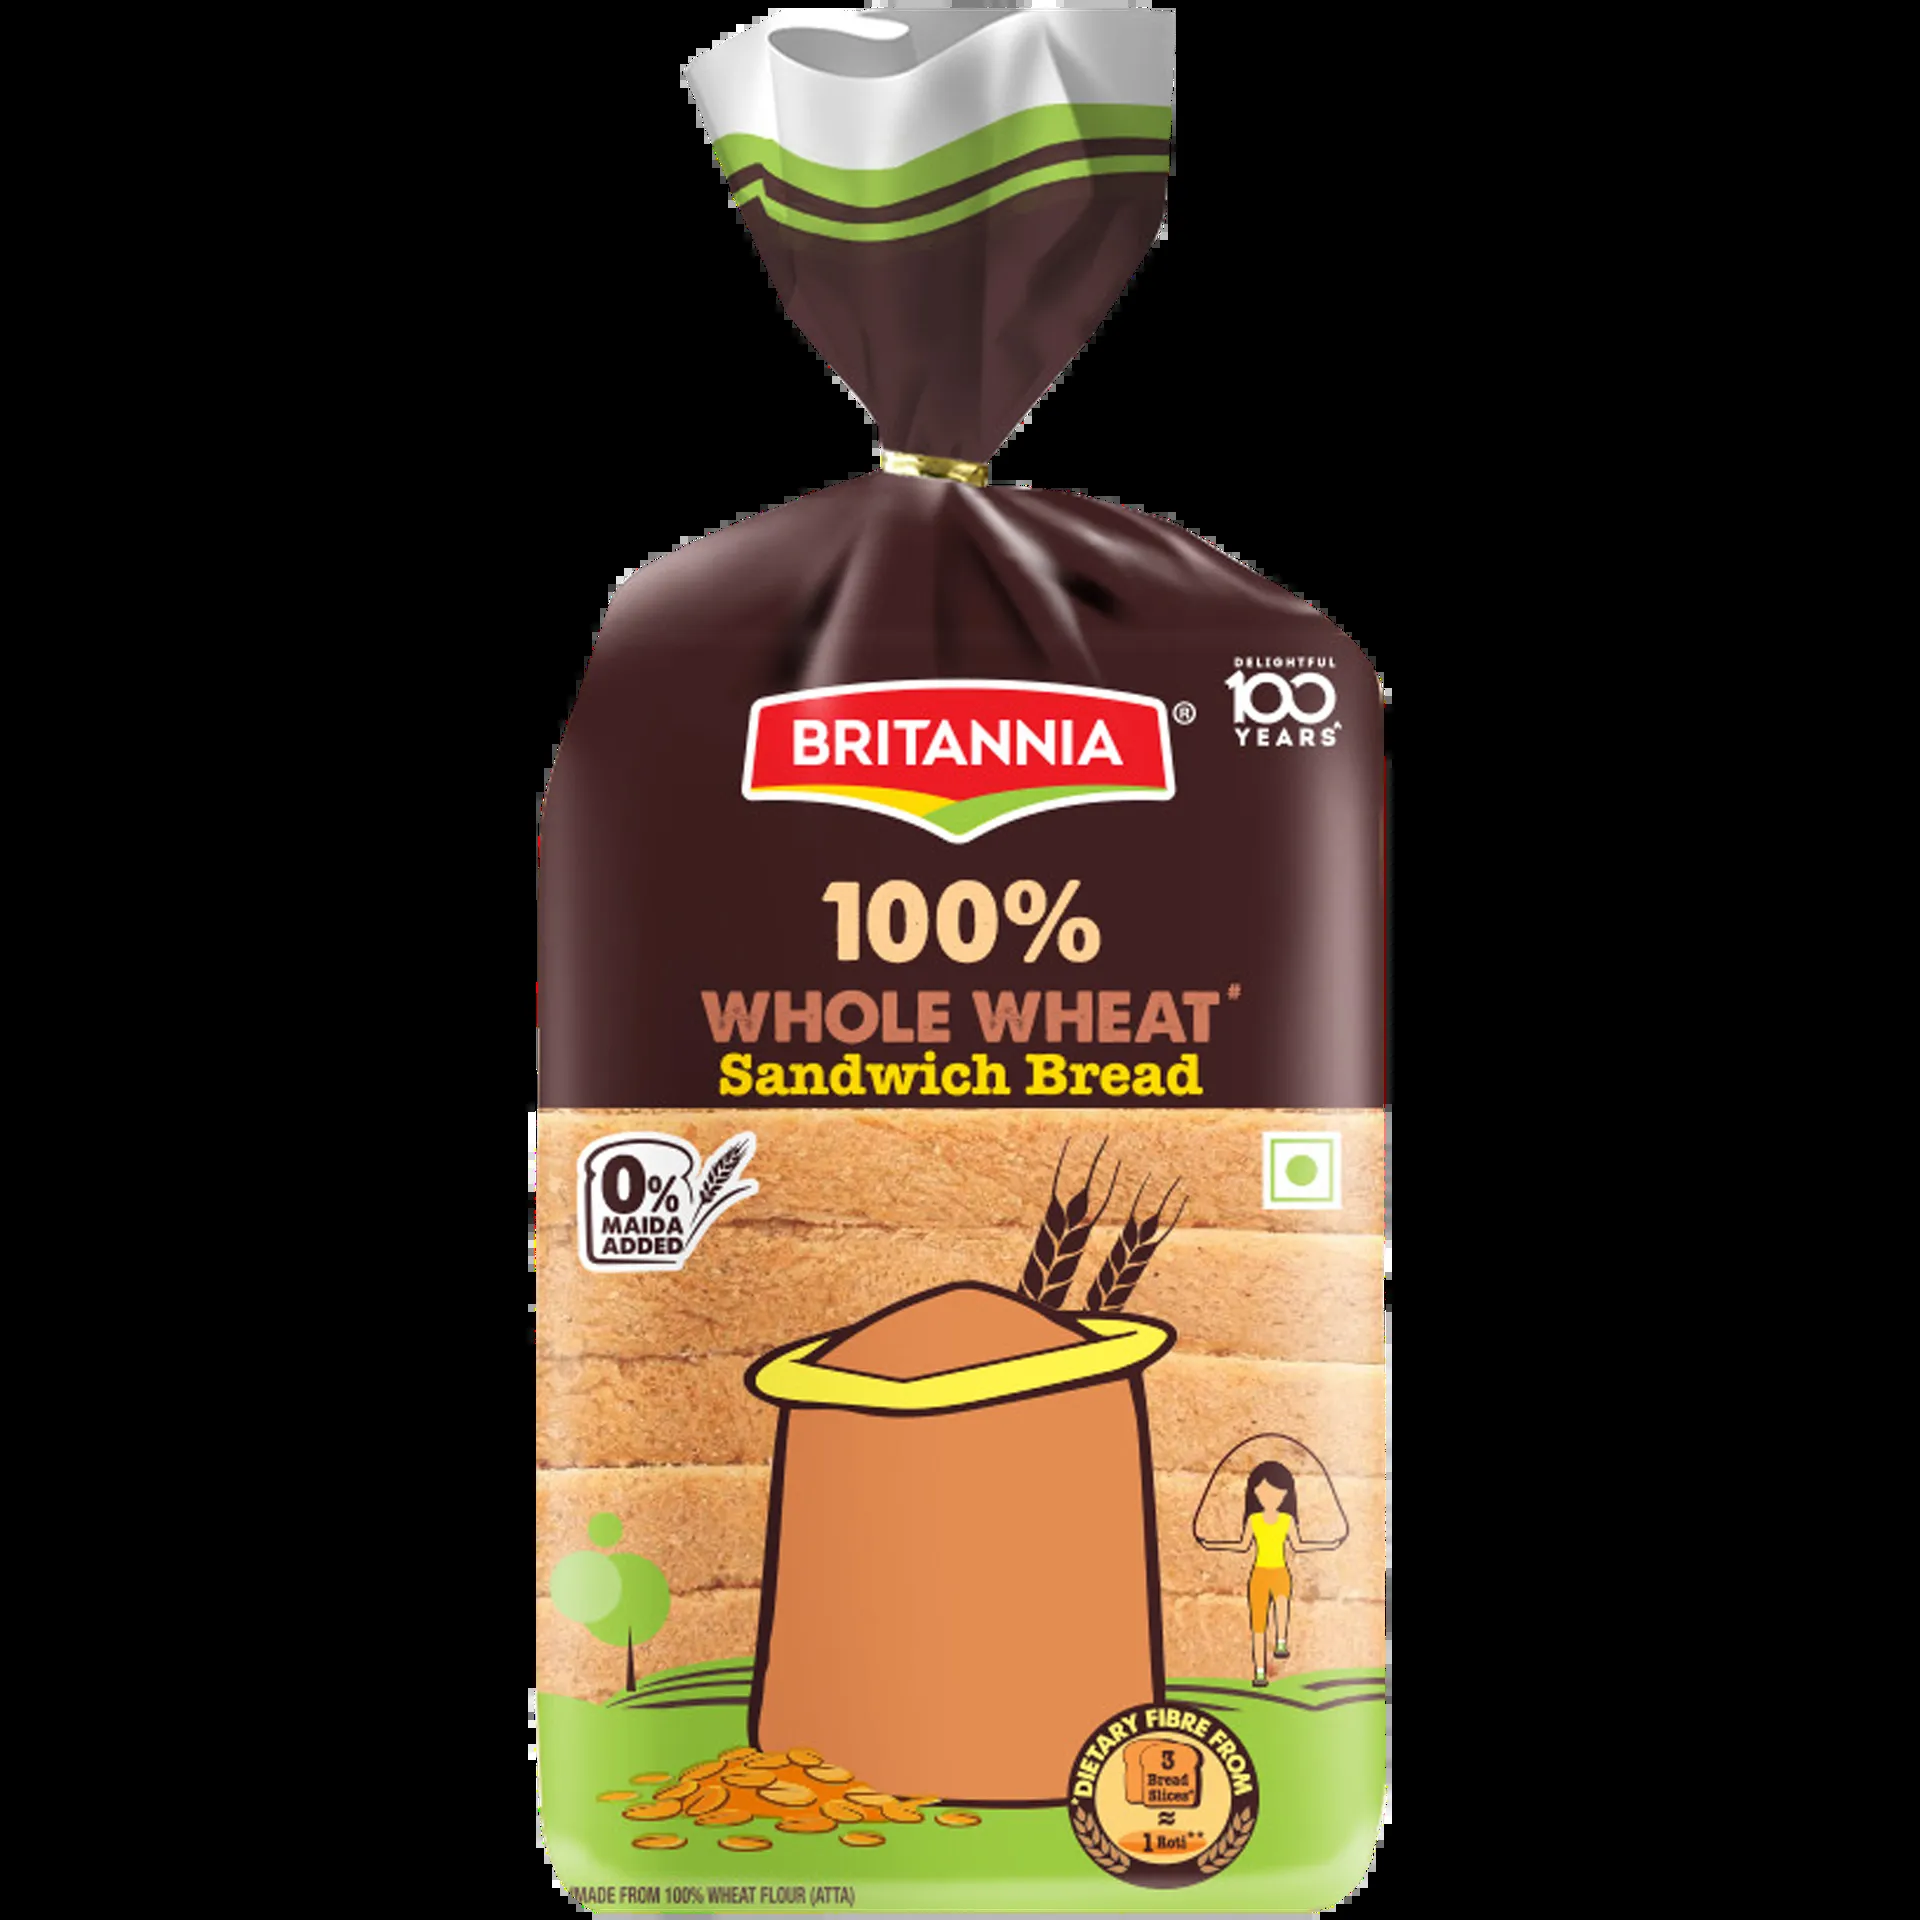 DELIGHTFUL
100
YEARS^
BRITANNIA®
100%
WHOLE WHEAT#
Sandwich Bread
0%
MAIDA
ADDED
*DIETARY FIBRE FROM
3
Bread
Slices*
≈
1 Roti**
#MADE FROM 100% WHEAT FLOUR (ATTA)